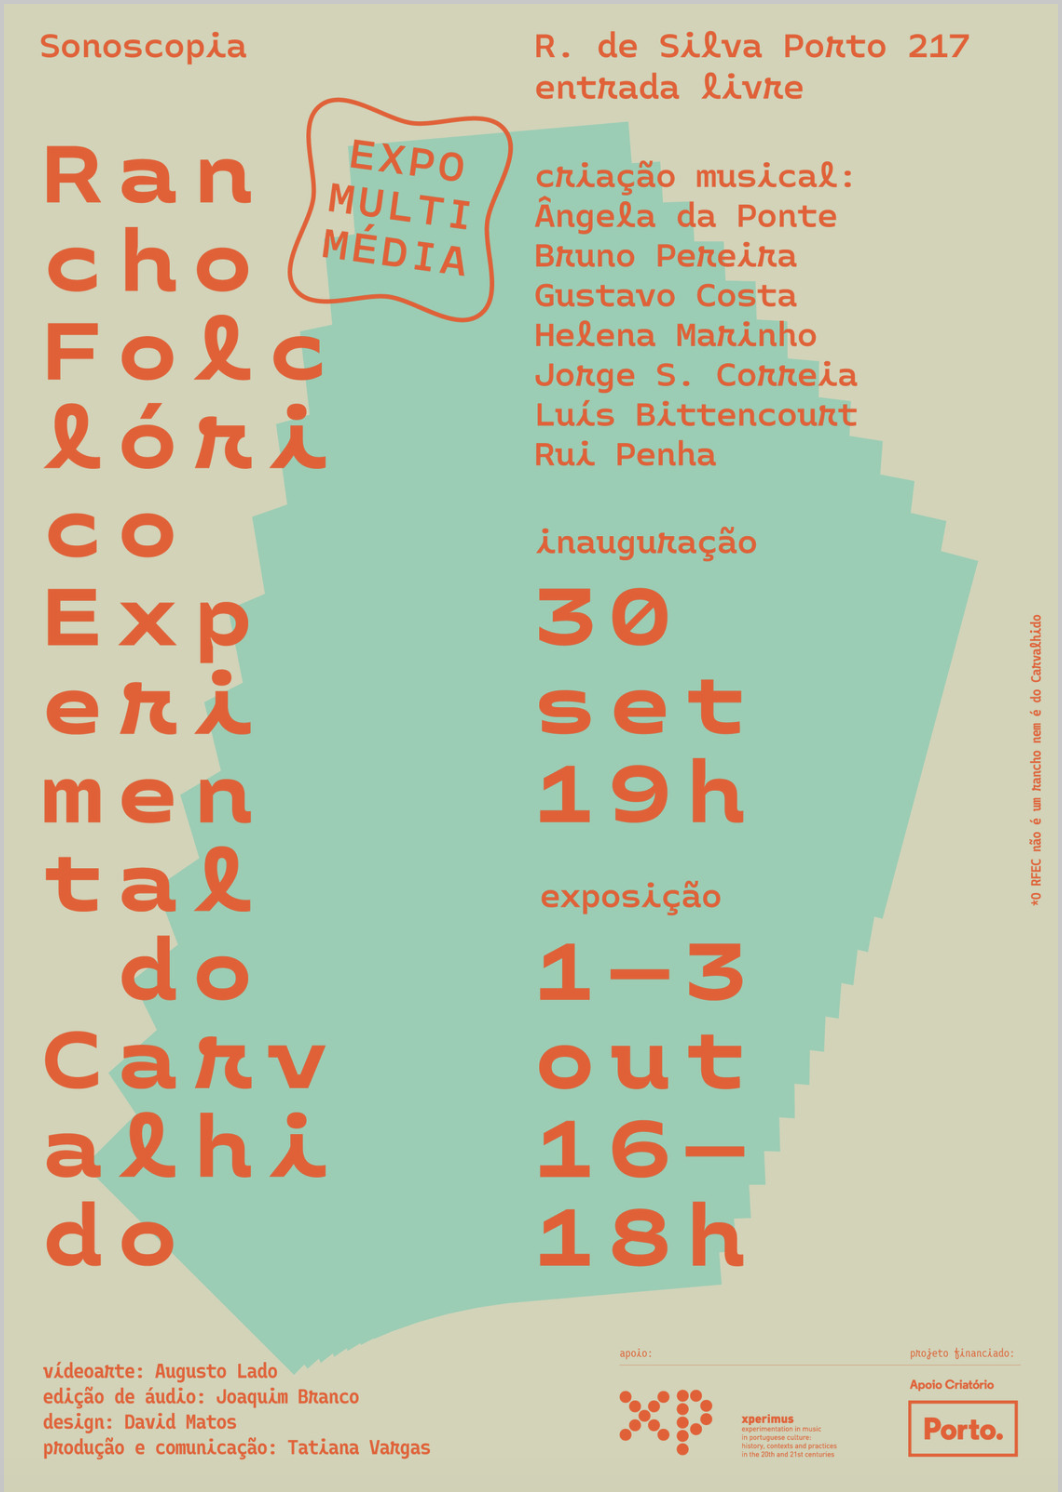 Sonoscopia
R. de Silva Porto 217
entrada livre
Ran
cho
Folc
lóri
co
Exp
eri
men
tal
do
Carv
alhi
do
EXPO
MULTI
MÉDIA
criação musical:
Ângela da Ponte
Bruno Pereira
Gustavo Costa
Helena Marinho
Jorge S. Correia
Luís Bittencourt
Rui Penha
inauguração
30
set
19h
exposição
1—3
out
16—
18h
*O RFEC não é um rancho nem é do Carvalhido
vídeoarte: Augusto Lado
edição de áudio: Joaquim Branco
design: David Matos
produção e comunicação: Tatiana Vargas
apoio:
xp
xperimus
experimentation in music
in portuguese culture:
history, contexts and practices
in the 20th and 21st centuries
projeto financiado:
Apoio Criatório
Porto.